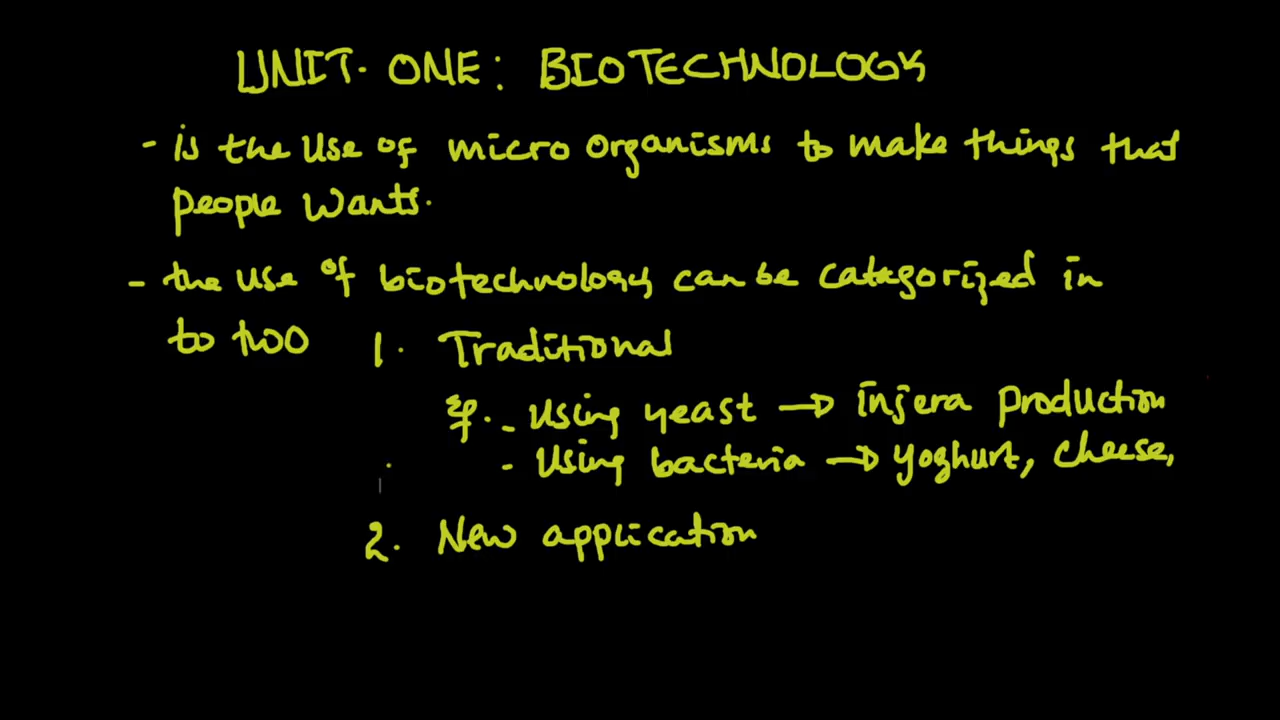 UNIT. ONE: BIOTECHNOLOGY
- is the use of micro organisms to make things that
people wants.
- the use of biotechnology can be categorized in
to two 1. Traditional
- Using yeast → injera production
- Using bacteria → yoghurt, cheese,
2. New application